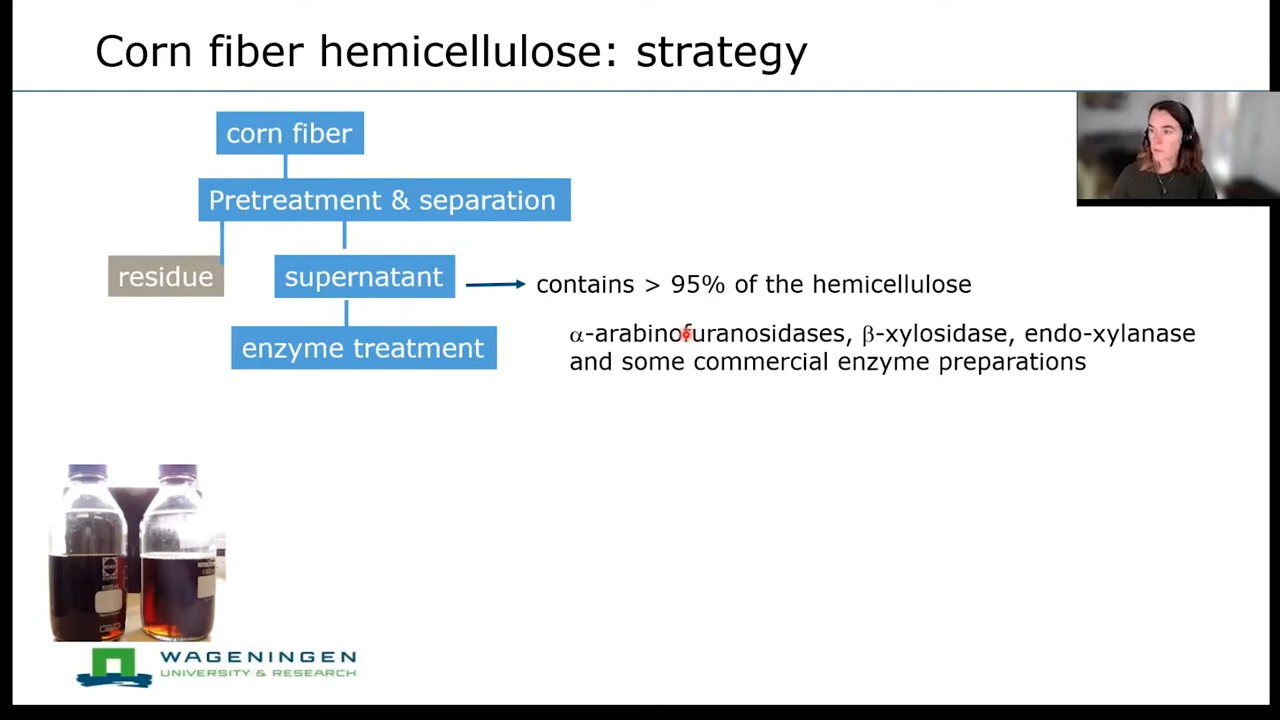 Corn fiber hemicellulose: strategy
corn fiber
Pretreatment & separation
residue
supernatant
contains > 95% of the hemicellulose
α-arabinofuranosidases, β-xylosidase, endo-xylanase
and some commercial enzyme preparations
enzyme treatment
WAGENINGEN
UNIVERSITY & RESEARCH